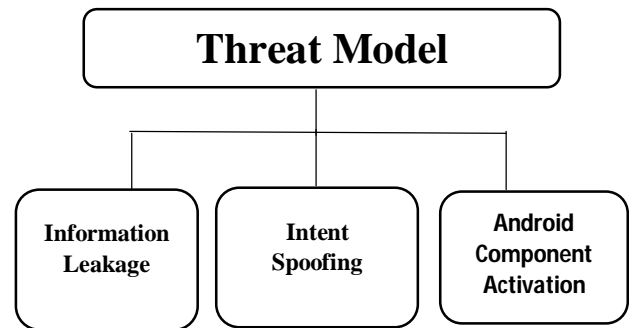 Threat Model
Information
Leakage
Intent
Spoofing
Android
Component
Activation